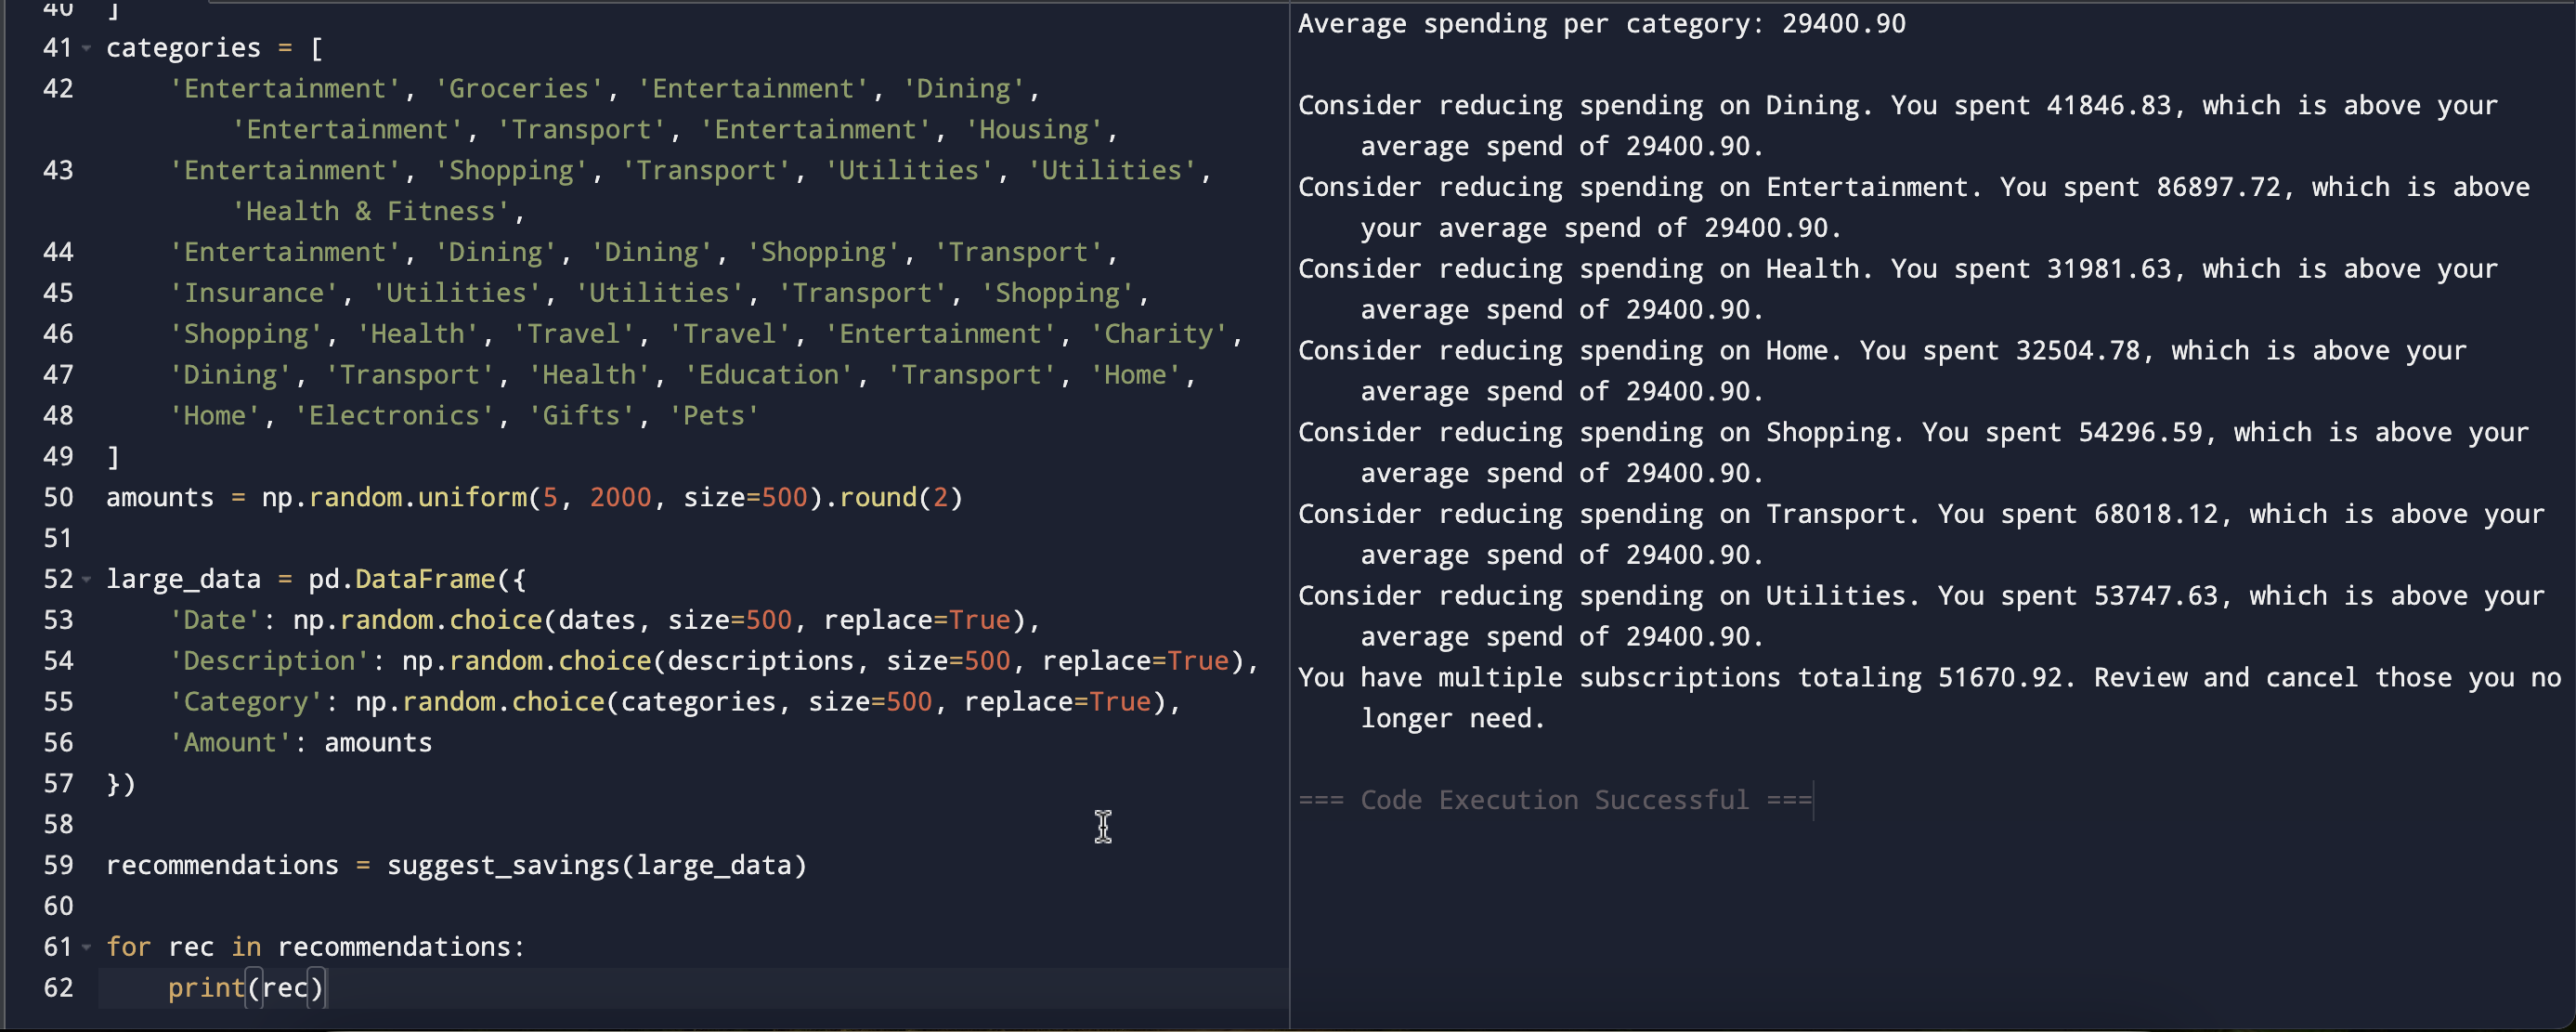 40 ]
41 categories = [
42 'Entertainment', 'Groceries', 'Entertainment', 'Dining',
'Entertainment', 'Transport', 'Entertainment', 'Housing',
43 'Entertainment', 'Shopping', 'Transport', 'Utilities', 'Utilities',
'Health & Fitness',
44 'Entertainment', 'Dining', 'Dining', 'Shopping', 'Transport',
45 'Insurance', 'Utilities', 'Utilities', 'Transport', 'Shopping',
46 'Shopping', 'Health', 'Travel', 'Travel', 'Entertainment', 'Charity',
47 'Dining', 'Transport', 'Health', 'Education', 'Transport', 'Home',
48 'Home', 'Electronics', 'Gifts', 'Pets'
49 ]
50 amounts = np.random.uniform(5, 2000, size=500).round(2)
51
52 large_data = pd.DataFrame({
53 'Date': np.random.choice(dates, size=500, replace=True),
54 'Description': np.random.choice(descriptions, size=500, replace=True),
55 'Category': np.random.choice(categories, size=500, replace=True),
56 'Amount': amounts
57 })
58
59 recommendations = suggest_savings(large_data)
60
61 for rec in recommendations:
62 print(rec)
Average spending per category: 29400.90
Consider reducing spending on Dining. You spent 41846.83, which is above your
average spend of 29400.90.
Consider reducing spending on Entertainment. You spent 86897.72, which is above
your average spend of 29400.90.
Consider reducing spending on Health. You spent 31981.63, which is above your
average spend of 29400.90.
Consider reducing spending on Home. You spent 32504.78, which is above your
average spend of 29400.90.
Consider reducing spending on Shopping. You spent 54296.59, which is above your
average spend of 29400.90.
Consider reducing spending on Transport. You spent 68018.12, which is above your
average spend of 29400.90.
Consider reducing spending on Utilities. You spent 53747.63, which is above your
average spend of 29400.90.
You have multiple subscriptions totaling 51670.92. Review and cancel those you no
longer need.
=== Code Execution Successful ===